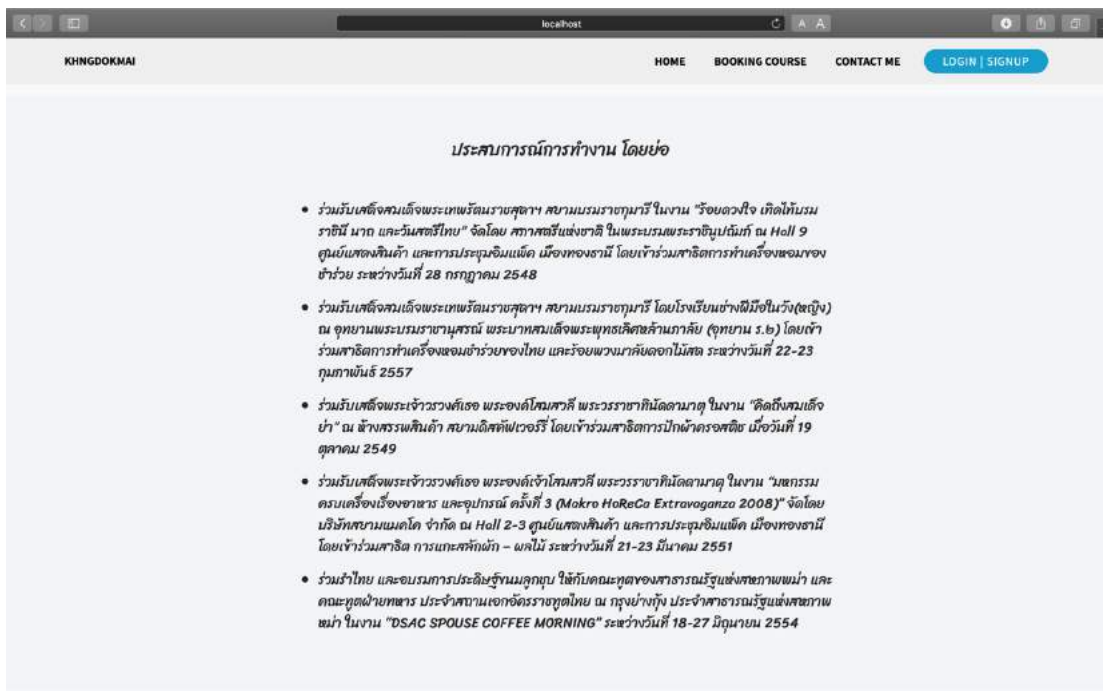 localhost
KHNGDOKMAI HOME BOOKING COURSE CONTACT ME LOGIN | SIGNUP
ประสบการณ์การทำงาน โดยย่อ
• ร่วมรับเสด็จสมเด็จพระเทพรัตนราชสุดาฯ สยามบรมราชกุมารี ในงาน "ร้อยดวงใจ เทิดไท้บรม
ราชินี นาถ และวันสตรีไทย" จัดโดย สภาสตรีแห่งชาติ ในพระบรมพระราชินูปถัมภ์ ณ Hall 9
ศูนย์แสดงสินค้า และการประชุมอิมแพ็ค เมืองทองธานี โดยเข้าร่วมสาธิตการทำเครื่องหอมของ
ชำร่วย ระหว่างวันที่ 28 กรกฎาคม 2548
• ร่วมรับเสด็จสมเด็จพระเทพรัตนราชสุดาฯ สยามบรมราชกุมารี โดยโรงเรียนช่างฝีมือในวัง(หญิง)
ณ อุทยานพระบรมราชานุสรณ์ พระบาทสมเด็จพระพุทธเลิศหล้านภาลัย (อุทยาน ร.๒) โดยเข้า
ร่วมสาธิตการทำเครื่องหอมชำร่วยของไทย และร้อยพวงมาลัยดอกไม้สด ระหว่างวันที่ 22-23
กุมภาพันธ์ 2557
• ร่วมรับเสด็จพระเจ้าวรวงศ์เธอ พระองค์โสมสวลี พระวรราชาทินัดดามาตุ ในงาน "คิดถึงสมเด็จ
ย่า" ณ ห้างสรรพสินค้า สยามดิสคัฟเวอร์รี่ โดยเข้าร่วมสาธิตการปักผ้าครอสติช เมื่อวันที่ 19
ตุลาคม 2549
• ร่วมรับเสด็จพระเจ้าวรวงศ์เธอ พระองค์เจ้าโสมสวลี พระวรราชาทินัดดามาตุ ในงาน "มหกรรม
ครบเครื่องเรื่องอาหาร และอุปกรณ์ ครั้งที่ 3 (Makro HoReCa Extravaganza 2008)" จัดโดย
บริษัทสยามแมคโค จำกัด ณ Hall 2-3 ศูนย์แสดงสินค้า และการประชุมอิมแพ็ค เมืองทองธานี
โดยเข้าร่วมสาธิต การแกะสลักผัก – ผลไม้ ระหว่างวันที่ 21-23 มีนาคม 2551
• ร่วมรำไทย และอบรมการประดิษฐ์ขนมลูกชุบ ให้กับคณะทูตของสาธารณรัฐแห่งสหภาพพม่า และ
คณะทูตฝ่ายทหาร ประจำสถานเอกอัครราชทูตไทย ณ กรุงย่างกุ้ง ประจำสาธารณรัฐแห่งสหภาพ
พม่า ในงาน "DSAC SPOUSE COFFEE MORNING" ระหว่างวันที่ 18-27 มิถุนายน 2554